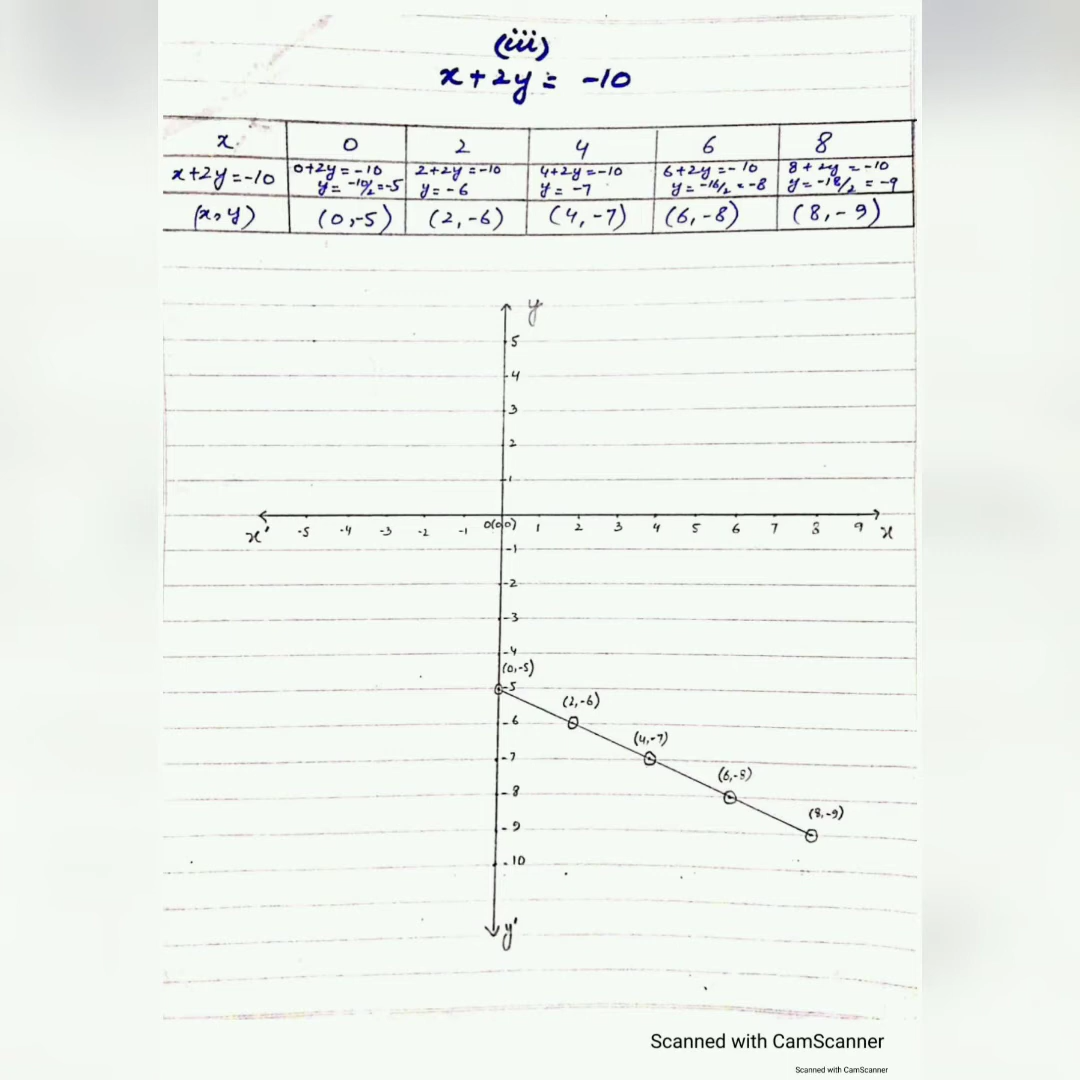 (iii)
x+2y = -10
x 0 2 4 6 8
x+2y=-10 0+2y=-10 2+2y=-10 4+2y=-10 6+2y=-10 8+2y=-10
y=-10/2=-5 y=-6 y=-7 y=-16/2=-8 y=-18/2=-9
(x,y) (0,-5) (2,-6) (4,-7) (6,-8) (8,-9)
y
5
4
3
2
1
x' -5 -4 -3 -2 -1 0(0,0) 1 2 3 4 5 6 7 8 9 x
-1
-2
-3
-4
(0,-5)
-5
(2,-6)
-6
(4,-7)
-7
(6,-8)
-8
(8,-9)
-9
-10
y'
Scanned with CamScanner
Scanned with CamScanner